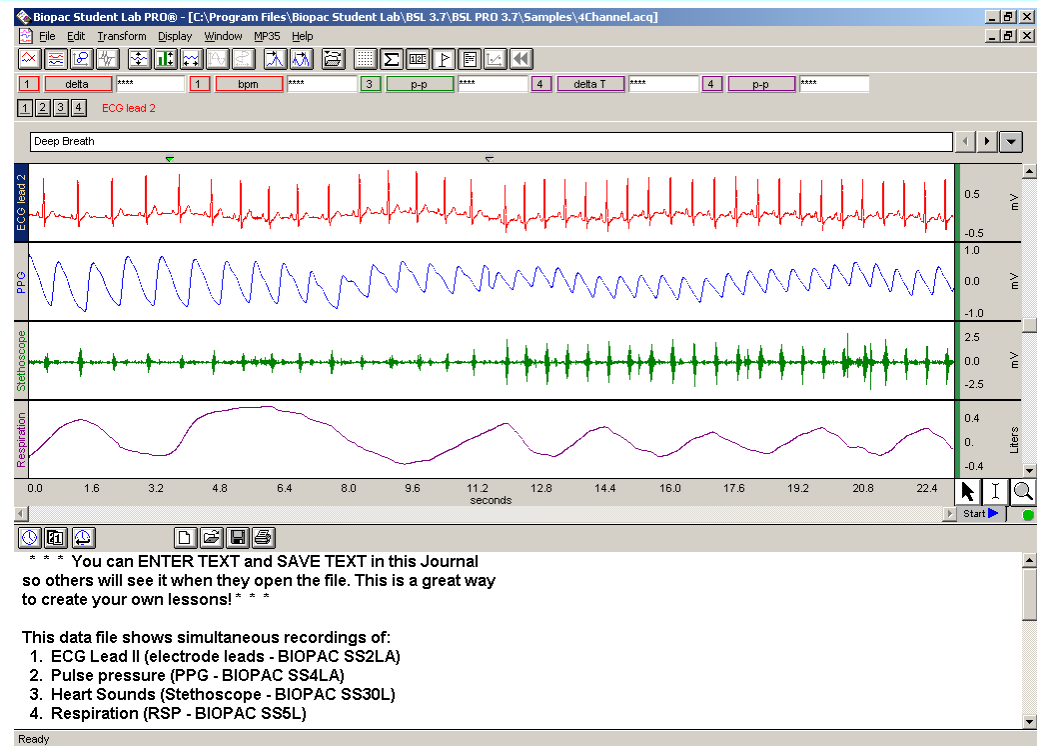 Biopac Student Lab PRO® - [C:\Program Files\Biopac Student Lab\BSL 3.7\BSL PRO 3.7\Samples\4Channel.acq]
File Edit Transform Display Window MP35 Help
1 delta **** 1 bpm **** 3 p-p **** 4 delta T **** 4 p-p ****
1 2 3 4 ECG lead 2
Deep Breath
ECG lead 2
0.5
-0.5
mV
PPG
1.0
0.0
-1.0
mV
Stethoscope
2.5
0.0
-2.5
mV
Respiration
0.4
0.
-0.4
Liters
0.0 1.6 3.2 4.8 6.4 8.0 9.6 11.2 12.8 14.4 16.0 17.6 19.2 20.8 22.4
seconds
Start
* * * You can ENTER TEXT and SAVE TEXT in this Journal
so others will see it when they open the file. This is a great way
to create your own lessons! * * *
This data file shows simultaneous recordings of:
1. ECG Lead II (electrode leads - BIOPAC SS2LA)
2. Pulse pressure (PPG - BIOPAC SS4LA)
3. Heart Sounds (Stethoscope - BIOPAC SS30L)
4. Respiration (RSP - BIOPAC SS5L)
Ready